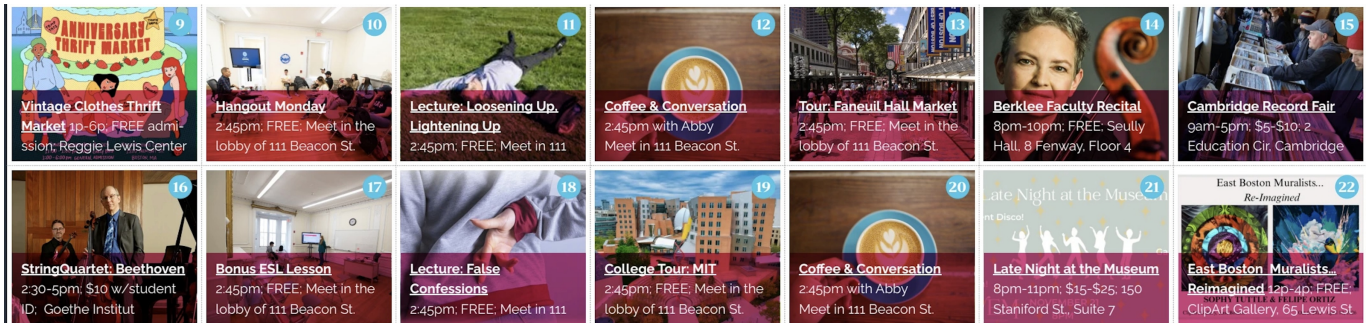 9
ANNIVERSARY
THRIFT MARKET
Vintage Clothes Thrift
Market 1p-6p; FREE admi-
ssion; Reggie Lewis Center
10
Hangout Monday
2:45pm; FREE; Meet in the
lobby of 111 Beacon St.
11
Lecture: Loosening Up,
Lightening Up
2:45pm; FREE; Meet in 111
12
Coffee & Conversation
2:45pm with Abby
Meet in 111 Beacon St.
13
Tour: Faneuil Hall Market
2:45pm; FREE; Meet in the
lobby of 111 Beacon St.
14
Berklee Faculty Recital
8pm-10pm; FREE; Seully
Hall, 8 Fenway, Floor 4
15
Cambridge Record Fair
9am-5pm; $5-$10; 2
Education Cir, Cambridge
16
StringQuartet: Beethoven
2:30-5pm; $10 w/student
ID; Goethe Institut
17
Bonus ESL Lesson
2:45pm; FREE; Meet in the
lobby of 111 Beacon St.
18
Lecture: False
Confessions
2:45pm; FREE; Meet in 111
19
College Tour: MIT
2:45pm; FREE; Meet in the
lobby of 111 Beacon St.
20
Coffee & Conversation
2:45pm with Abby
Meet in 111 Beacon St.
21
Late Night at the Museum
nt Disco!
Late Night at the Museum
8pm-11pm; $15-$25; 150
Staniford St., Suite 7
22
East Boston Muralists...
Re-Imagined
East Boston Muralists...
Reimagined 12p-4p; FREE;
SOPHY TUTTLE & FELIPE ORTIZ
ClipArt Gallery, 65 Lewis St.